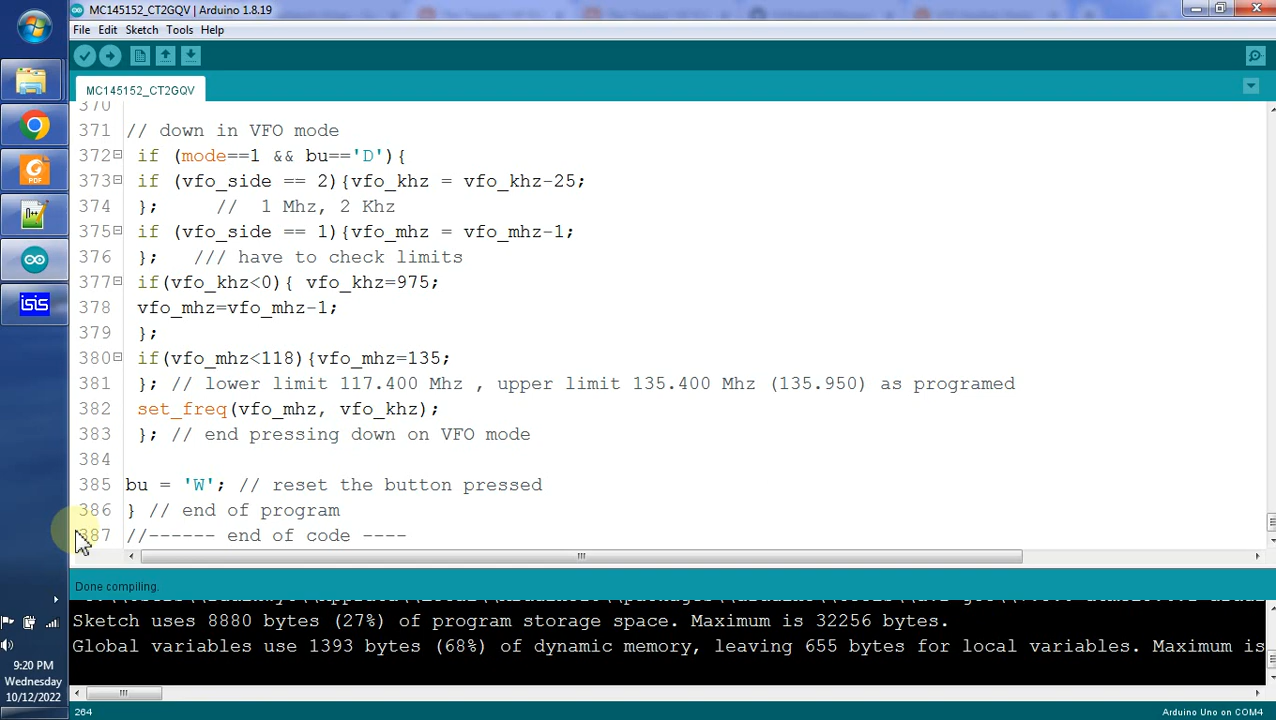 MC145152_CT2GQV | Arduino 1.8.19
File Edit Sketch Tools Help
MC145152_CT2GQV
370
371 // down in VFO mode
372 if (mode==1 && bu=='D'){
373 if (vfo_side == 2){vfo_khz = vfo_khz-25;
374 }; // 1 Mhz, 2 Khz
375 if (vfo_side == 1){vfo_mhz = vfo_mhz-1;
376 }; /// have to check limits
377 if(vfo_khz<0){ vfo_khz=975;
378 vfo_mhz=vfo_mhz-1;
379 };
380 if(vfo_mhz<118){vfo_mhz=135;
381 }; // lower limit 117.400 Mhz , upper limit 135.400 Mhz (135.950) as programed
382 set_freq(vfo_mhz, vfo_khz);
383 }; // end pressing down on VFO mode
384
385 bu = 'W'; // reset the button pressed
386 } // end of program
387 //------ end of code ----
Done compiling.
Sketch uses 8880 bytes (27%) of program storage space. Maximum is 32256 bytes.
Global variables use 1393 bytes (68%) of dynamic memory, leaving 655 bytes for local variables. Maximum is
264
Arduino Uno on COM4
PDF
isis
9:20 PM
Wednesday
10/12/2022